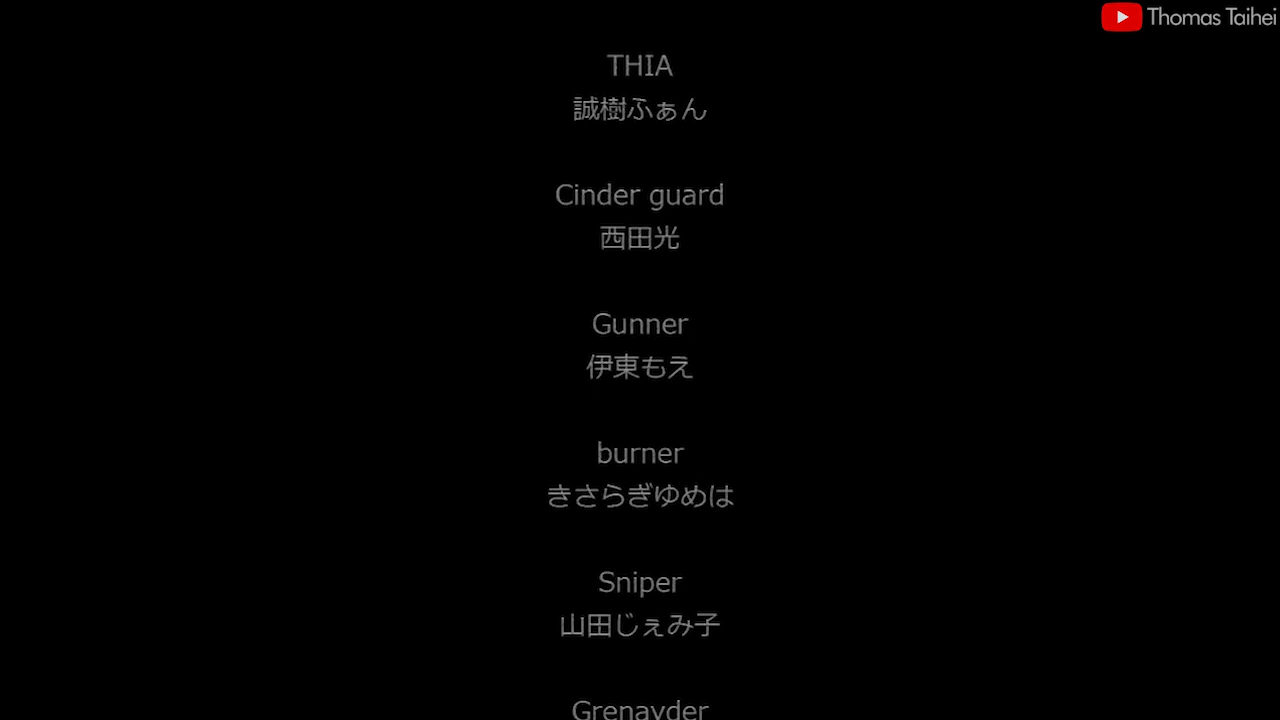 Thomas Taihei
THIA
誠樹ふぁん
Cinder guard
西田光
Gunner
伊東もえ
burner
きさらぎゆめは
Sniper
山田じぇみ子
Grenayder